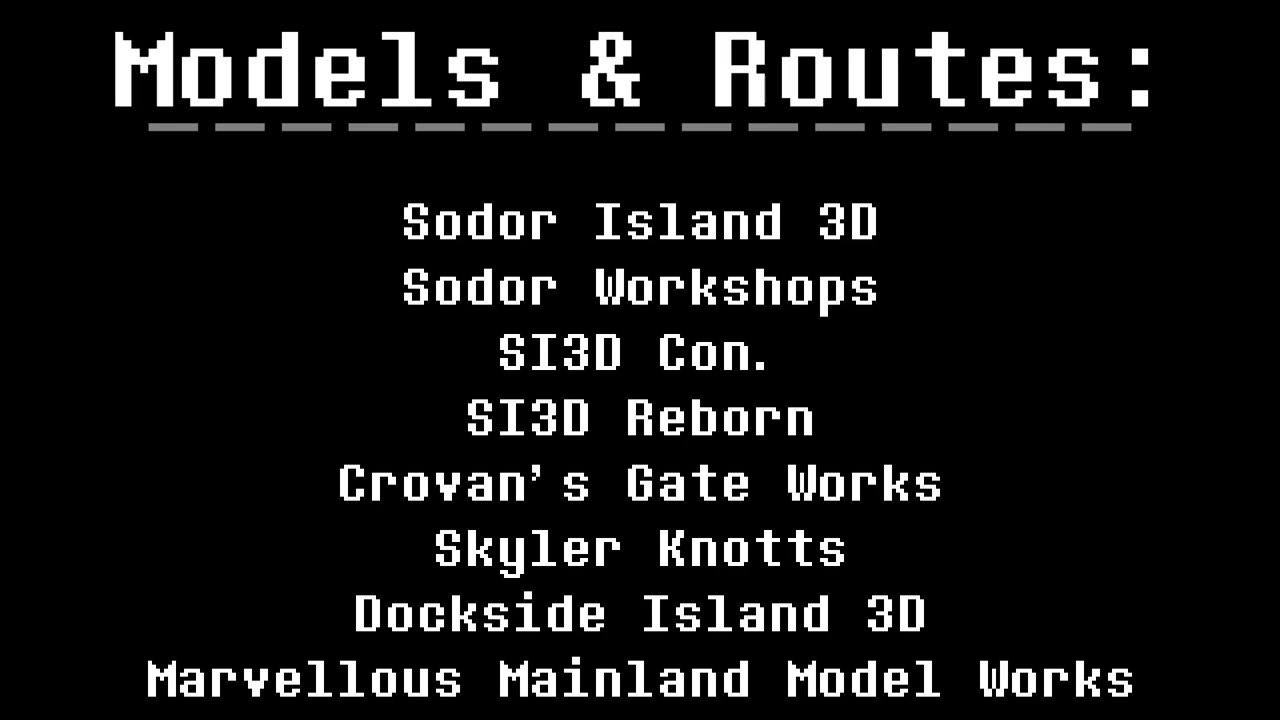 Models & Routes:
Sodor Island 3D
Sodor Workshops
SI3D Con.
SI3D Reborn
Crovan's Gate Works
Skyler Knotts
Dockside Island 3D
Marvellous Mainland Model Works